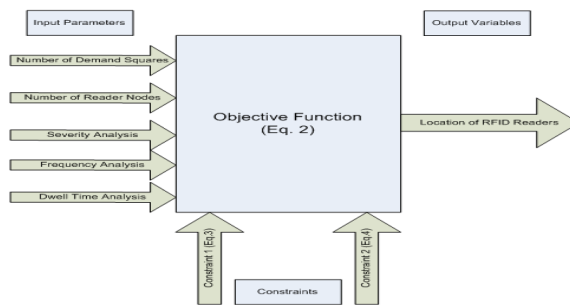 Input Parameters
Output Variables
Number of Demand Squares
Number of Reader Nodes
Severity Analysis
Frequency Analysis
Dwell Time Analysis
Objective Function
(Eq. 2)
Location of RFID Readers
Constraint 1 (Eq.3)
Constraint 2 (Eq.4)
Constraints